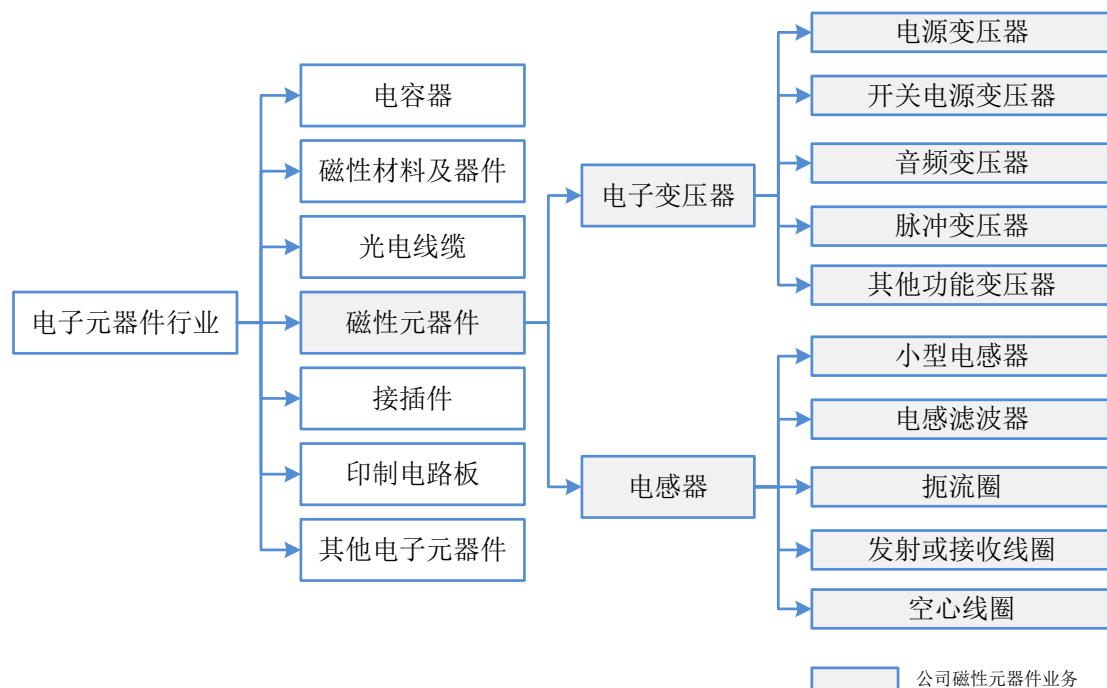 电子元器件行业
电容器
磁性材料及器件
光电线缆
磁性元器件
接插件
印制电路板
其他电子元器件
电子变压器
电感器
电源变压器
开关电源变压器
音频变压器
脉冲变压器
其他功能变压器
小型电感器
电感滤波器
扼流圈
发射或接收线圈
空心线圈
公司磁性元器件业务